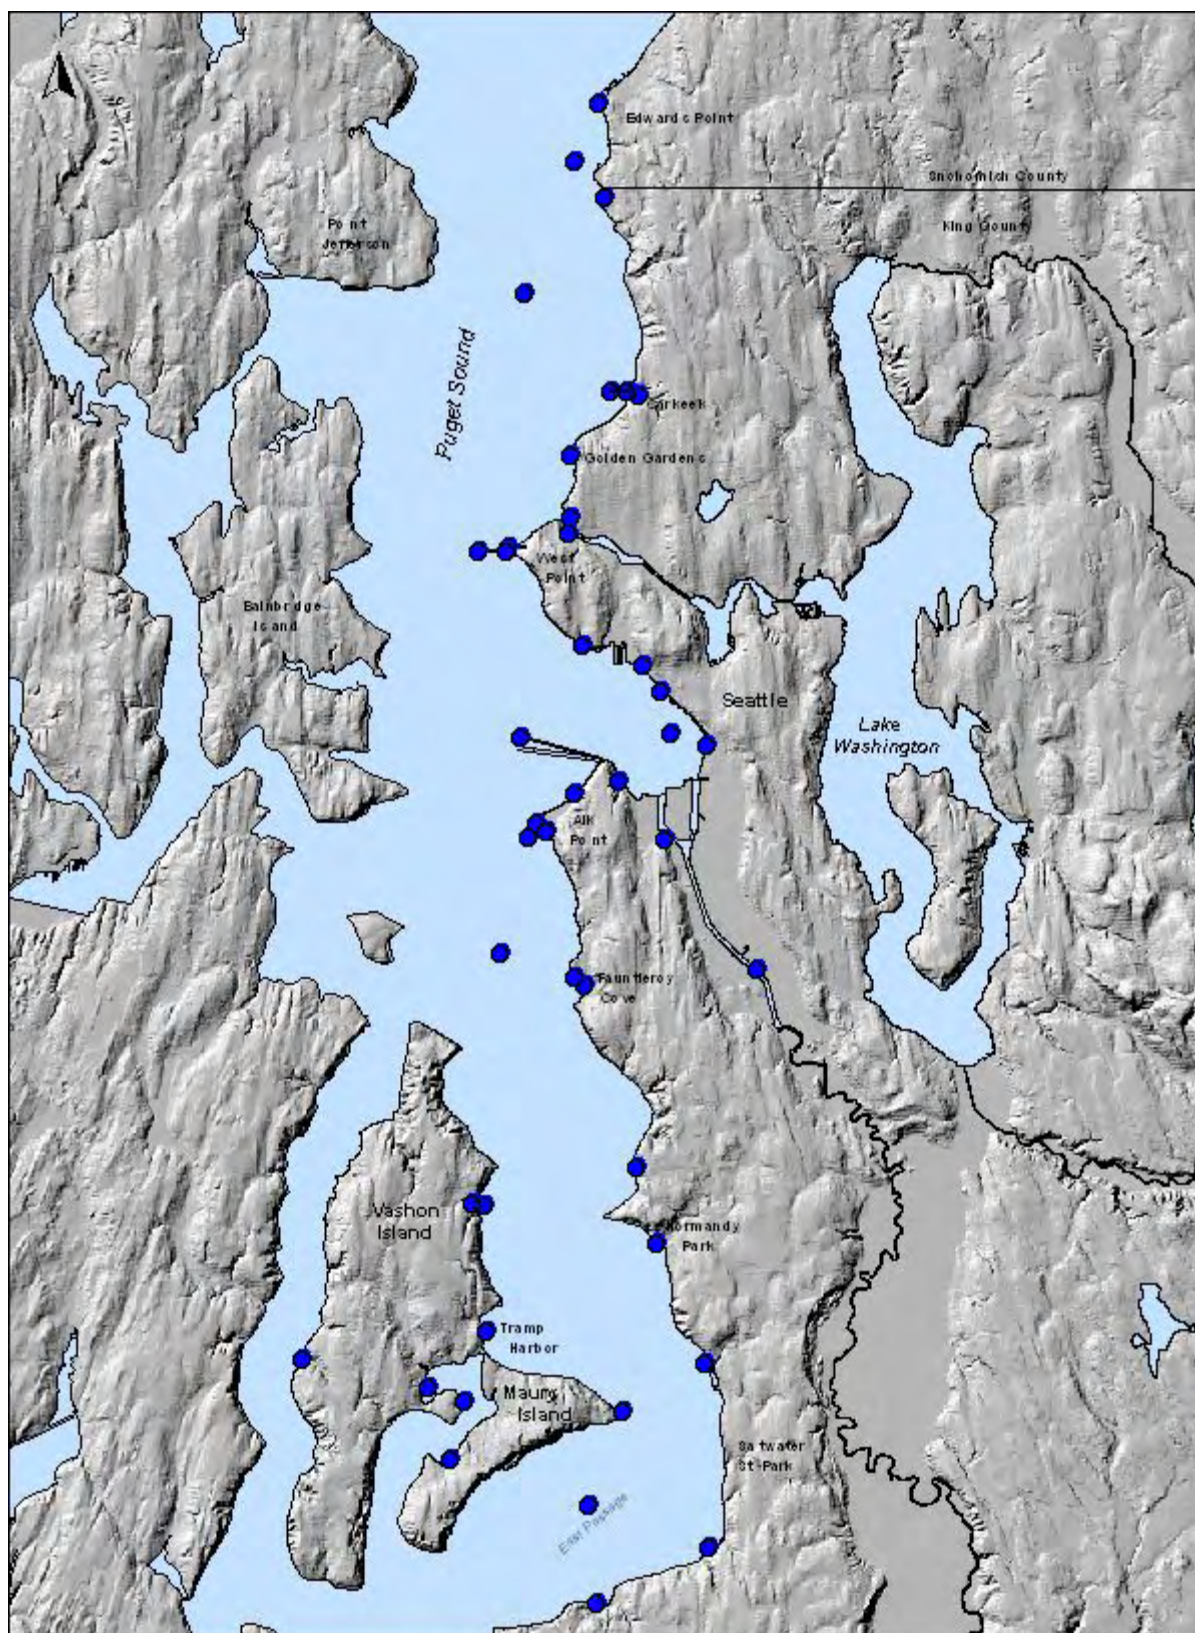 Edwards Point
Snohomish County
King County
Point
Jefferson
Puget Sound
Carkeek
Golden Gardens
West
Point
Bainbridge
Island
Seattle
Lake
Washington
Alki
Point
Fauntleroy
Cove
Vashon
Island
Normandy
Park
Tramp
Harbor
Maury
Island
Saltwater
St-Park
East Passage